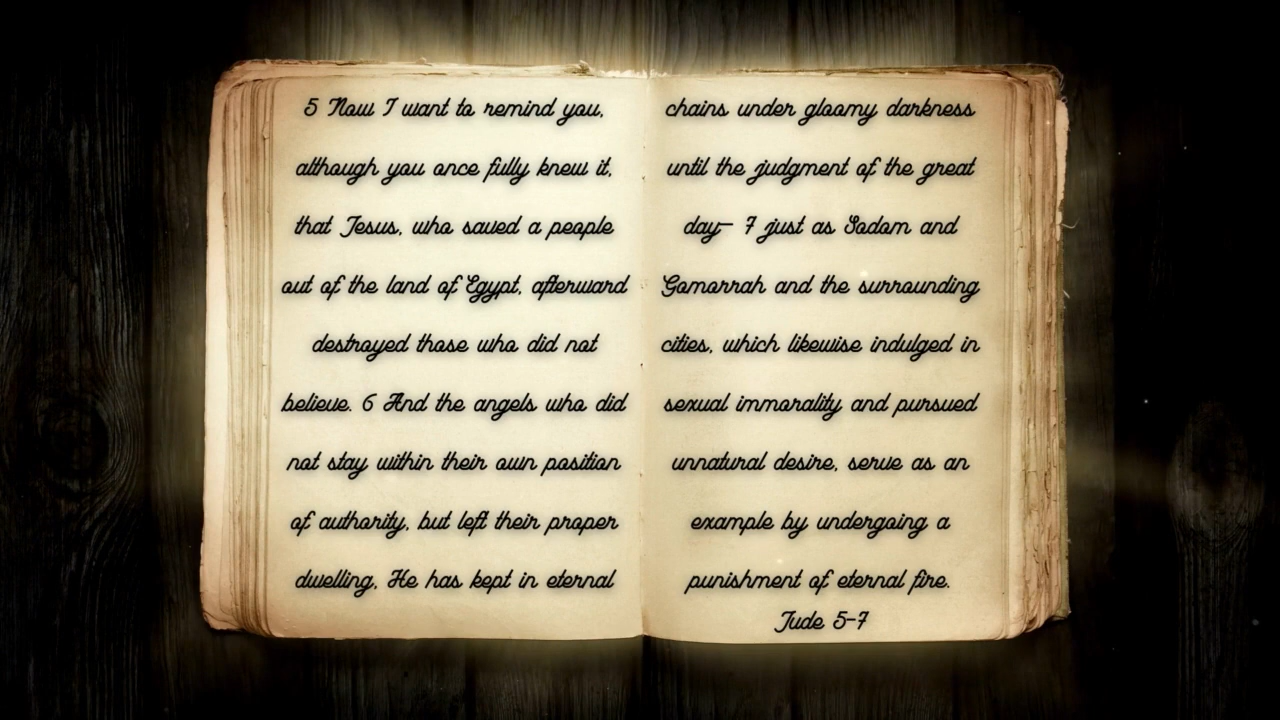 5 Now I want to remind you,
although you once fully knew it,
that Jesus, who saved a people
out of the land of Egypt, afterward
destroyed those who did not
believe. 6 And the angels who did
not stay within their own position
of authority, but left their proper
dwelling, He has kept in eternal
chains under gloomy darkness
until the judgment of the great
day— 7 just as Sodom and
Gomorrah and the surrounding
cities, which likewise indulged in
sexual immorality and pursued
unnatural desire, serve as an
example by undergoing a
punishment of eternal fire.
Jude 5-7